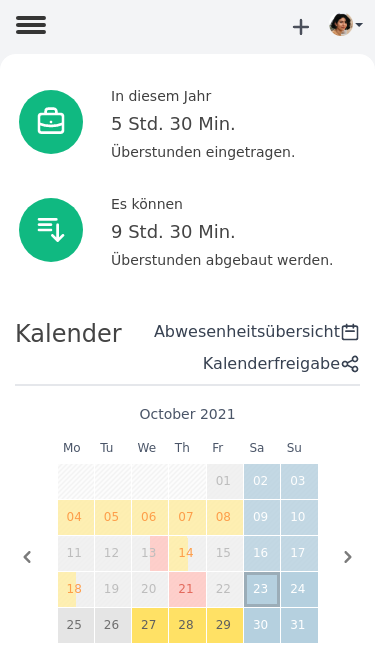 In diesem Jahr
5 Std. 30 Min.
Überstunden eingetragen.
Es können
9 Std. 30 Min.
Überstunden abgebaut werden.
Kalender
Abwesenheitsübersicht
Kalenderfreigabe
October 2021
Mo Tu We Th Fr Sa Su
01 02 03
04 05 06 07 08 09 10
11 12 13 14 15 16 17
18 19 20 21 22 23 24
25 26 27 28 29 30 31